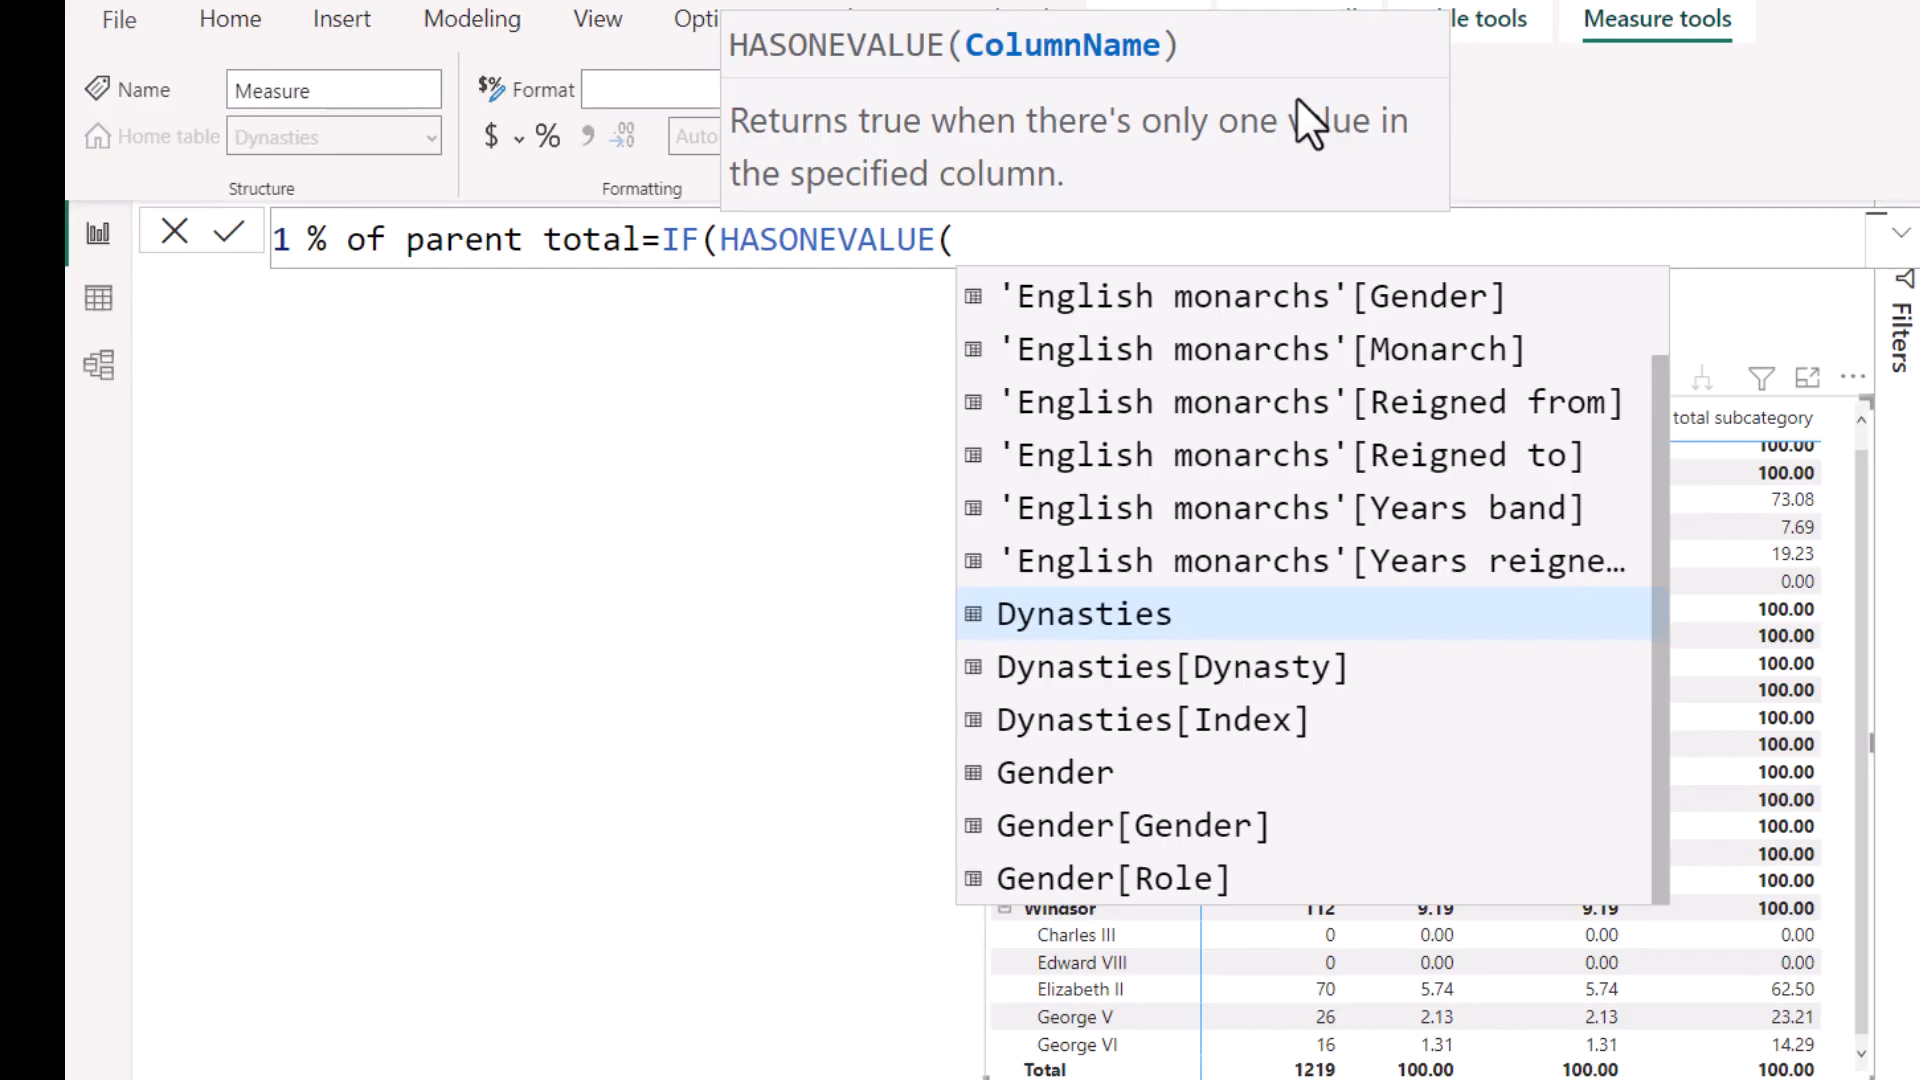 File Home Insert Modeling View Opti le tools Measure tools
HASONEVALUE(ColumnName)
Returns true when there's only one value in
the specified column.
Name Measure
Format
Home table Dynasties
$ % Auto
Structure
Formatting
1 % of parent total=IF(HASONEVALUE(
'English monarchs'[Gender]
'English monarchs'[Monarch]
'English monarchs'[Reigned from]
'English monarchs'[Reigned to]
'English monarchs'[Years band]
'English monarchs'[Years reigne…
Dynasties
Dynasties[Dynasty]
Dynasties[Index]
Gender
Gender[Gender]
Gender[Role]
Filters
total subcategory
100.00
100.00
73.08
7.69
19.23
0.00
100.00
100.00
100.00
100.00
100.00
100.00
100.00
100.00
100.00
100.00
100.00
Windsor 112 9.19 9.19 100.00
Charles III 0 0.00 0.00 0.00
Edward VIII 0 0.00 0.00 0.00
Elizabeth II 70 5.74 5.74 62.50
George V 26 2.13 2.13 23.21
George VI 16 1.31 1.31 14.29
Total 1219 100.00 100.00 100.00